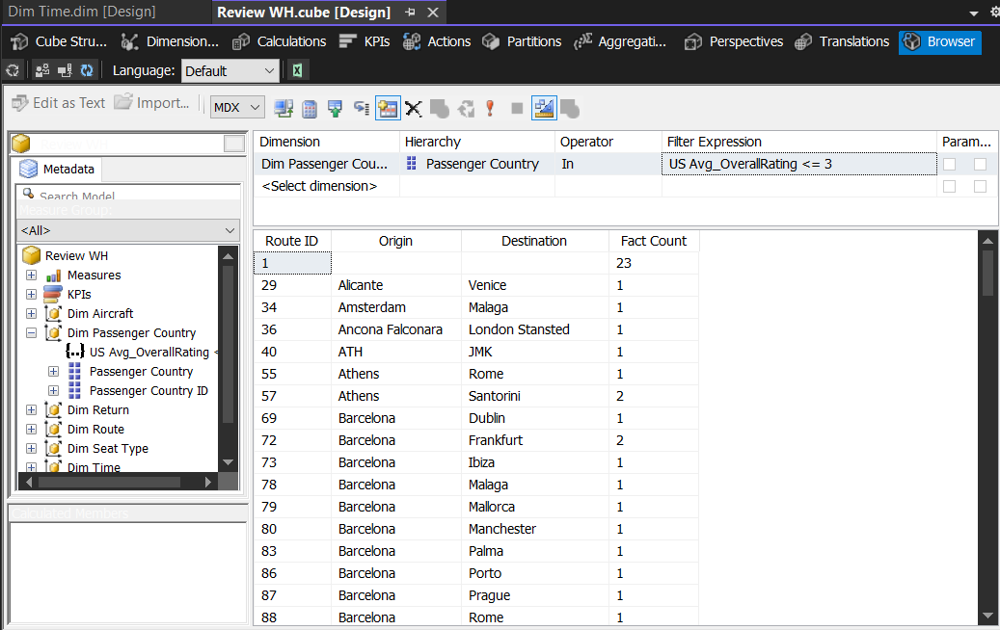 Dim Time.dim [Design]
Review WH.cube [Design]
Cube Stru...
Dimension...
Calculations
KPIs
Actions
Partitions
Aggregati...
Perspectives
Translations
Browser
Language:
Default
Edit as Text
Import...
MDX
Metadata
Search Model
Measure Group:
<All>
Review WH
Measures
KPIs
Dim Aircraft
Dim Passenger Country
US Avg_OverallRating <
Passenger Country
Passenger Country ID
Dim Return
Dim Route
Dim Seat Type
Dim Time
Calculated Members
Dimension Hierarchy Operator Filter Expression Param...
Dim Passenger Cou... Passenger Country In US Avg_OverallRating <= 3
<Select dimension>
Route ID Origin Destination Fact Count
1 23
29 Alicante Venice 1
34 Amsterdam Malaga 1
36 Ancona Falconara London Stansted 1
40 ATH JMK 1
55 Athens Rome 1
57 Athens Santorini 2
69 Barcelona Dublin 1
72 Barcelona Frankfurt 2
73 Barcelona Ibiza 1
78 Barcelona Malaga 1
79 Barcelona Mallorca 1
80 Barcelona Manchester 1
83 Barcelona Palma 1
86 Barcelona Porto 1
87 Barcelona Prague 1
88 Barcelona Rome 1